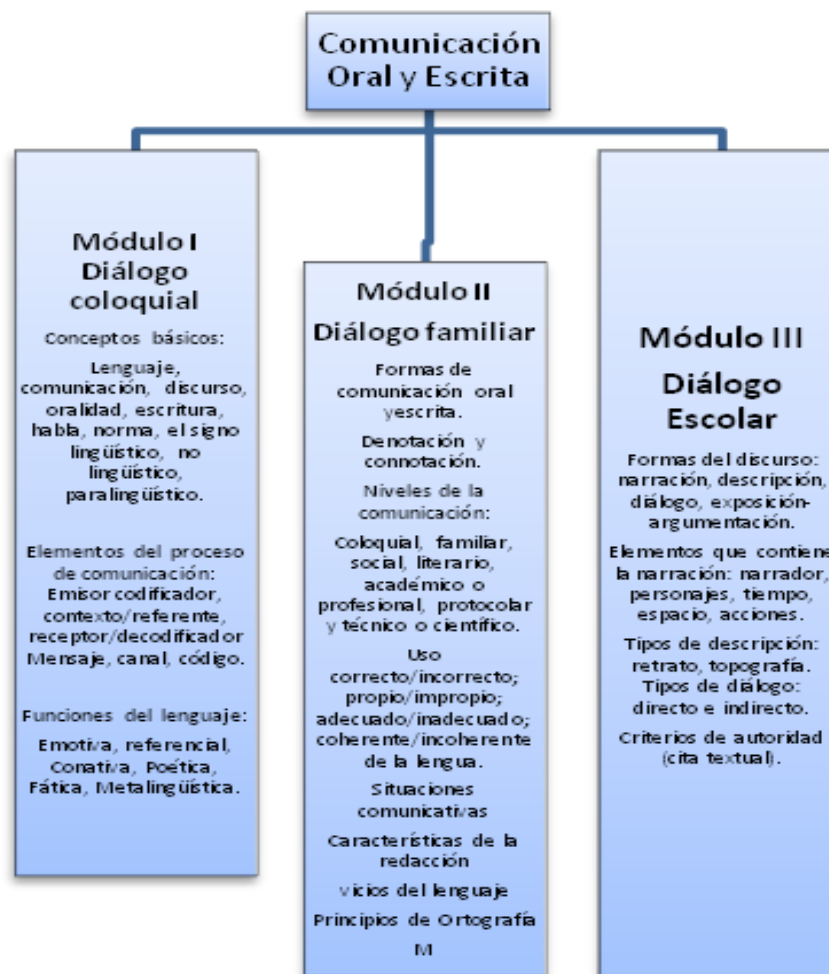 Comunicación
Oral y Escrita
Módulo I
Diálogo
coloquial
Conceptos básicos:
Lenguaje,
comunicación, discurso,
oralidad, escritura,
habla, norma, el signo
lingüístico, no
lingüístico,
paralingüístico.
Elementos del proceso
de comunicación:
Emisor codificador,
contexto/referente,
receptor/decodificador
Mensaje, canal, código.
Funciones del lenguaje:
Emotiva, referencial,
Conativa, Poética,
Fática, Metalingüística.
Módulo II
Diálogo familiar
Formas de
comunicación oral
yescrita.
Denotación y
connotación.
Niveles de la
comunicación:
Coloquial, familiar,
social, literario,
académico o
profesional, protocolar
y técnico o científico.
Uso
correcto/incorrecto;
propio/impropio;
adecuado/inadecuado;
coherente/incoherente
de la lengua.
Situaciones
comunicativas
Características de la
redacción
vicios del lenguaje
Principios de Ortografía
M
Módulo III
Diálogo
Escolar
Formas del discurso:
narración, descripción,
diálogo, exposición-
argumentación.
Elementos que contiene
la narración: narrador,
personajes, tiempo,
espacio, acciones.
Tipos de descripción:
retrato, topografía.
Tipos de diálogo:
directo e indirecto.
Criterios de autoridad
(cita textual).